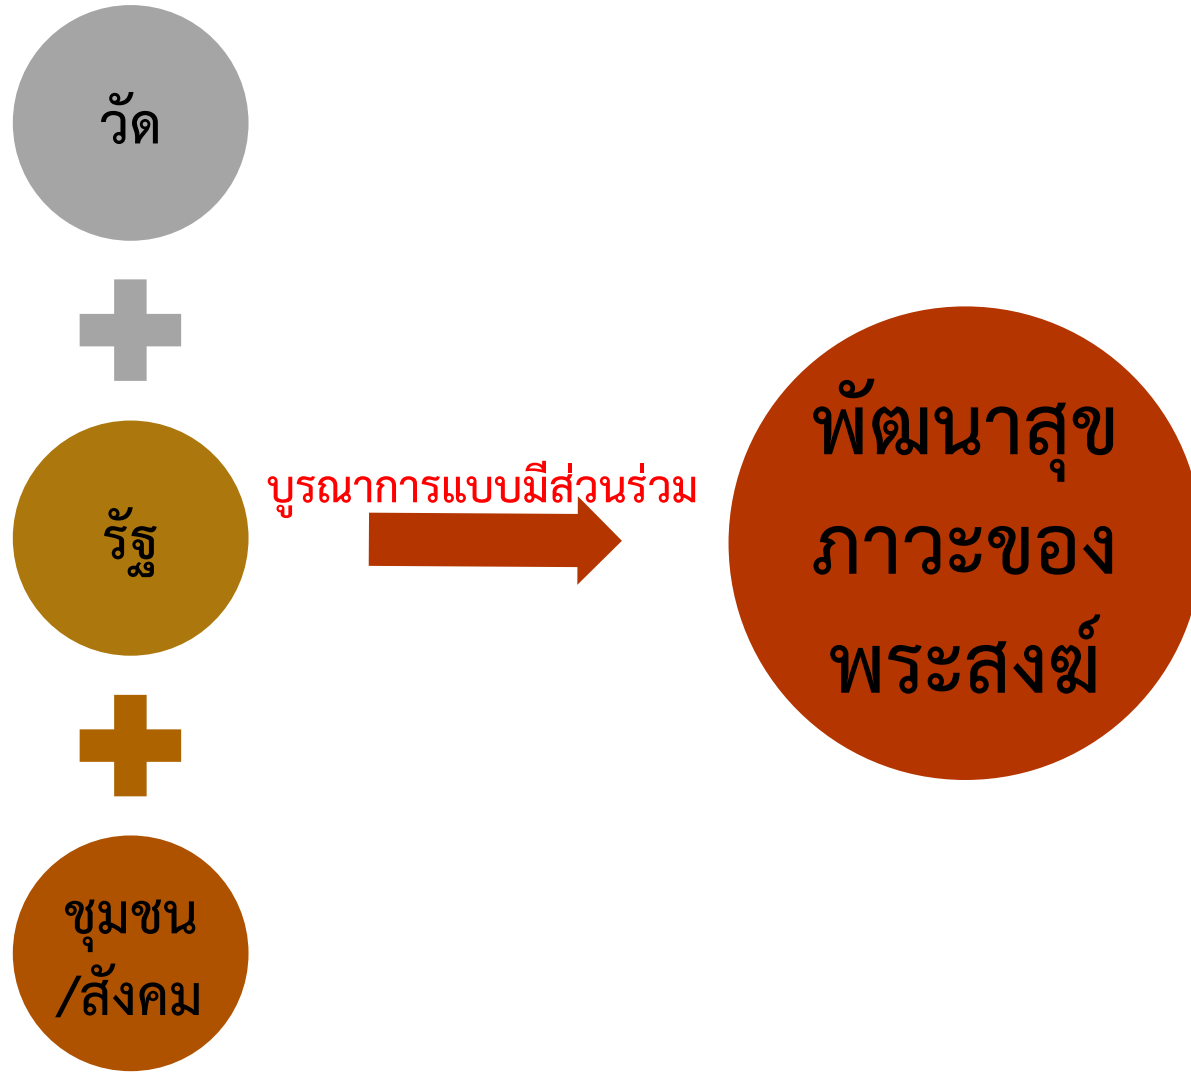 วัด
รัฐ
ชุมชน
/สังคม
บูรณาการแบบมีส่วนร่วม
พัฒนาสุข
ภาวะของ
พระสงฆ์